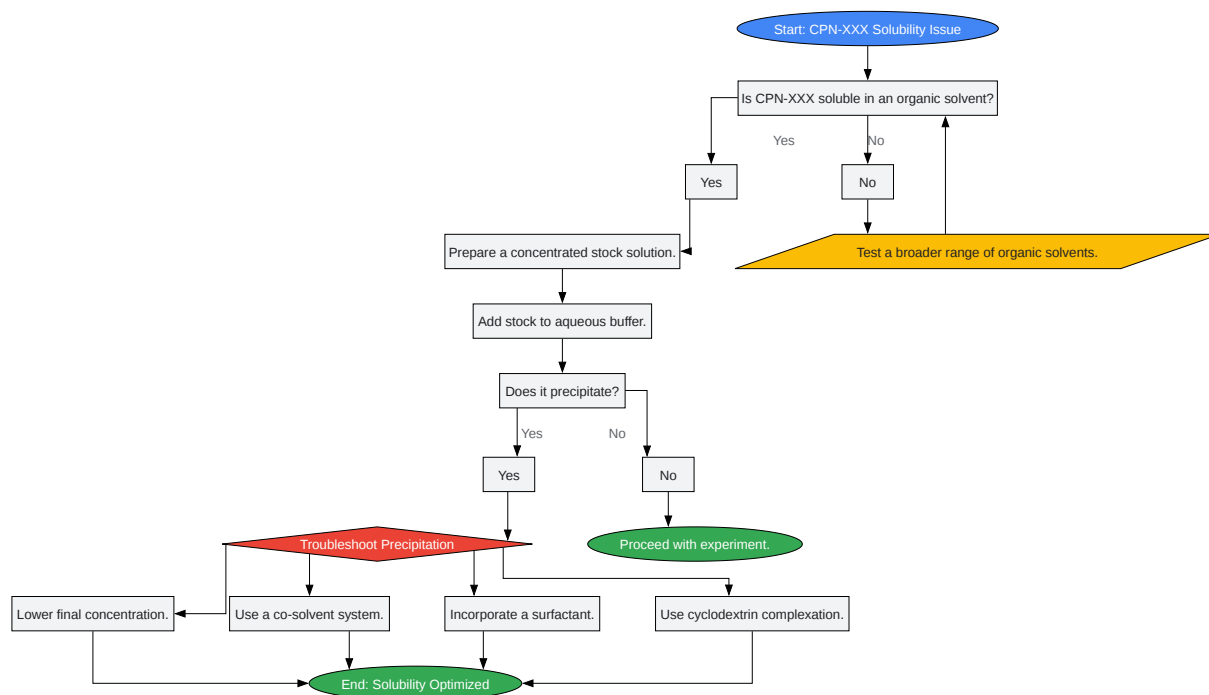 Start: CPN-XXX Solubility Issue
Is CPN-XXX soluble in an organic solvent?
Yes
No
Yes
No
Prepare a concentrated stock solution.
Test a broader range of organic solvents.
Add stock to aqueous buffer.
Does it precipitate?
Yes
No
Yes
No
Troubleshoot Precipitation
Proceed with experiment.
Lower final concentration.
Use a co-solvent system.
Incorporate a surfactant.
Use cyclodextrin complexation.
End: Solubility Optimized